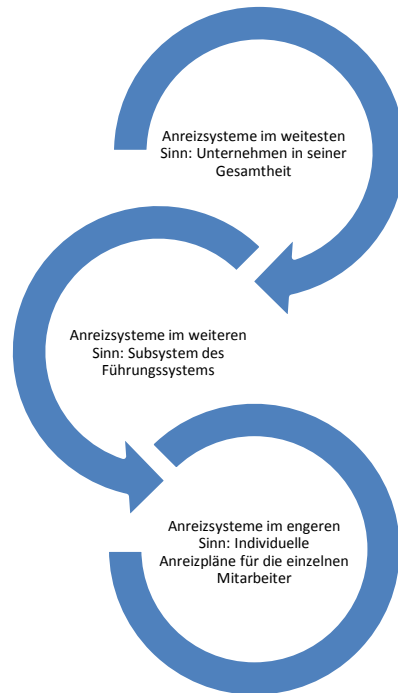 Anreizsysteme im weitesten
Sinn: Unternehmen in seiner
Gesamtheit
Anreizsysteme im weiteren
Sinn: Subsystem des
Führungssystems
Anreizsysteme im engeren
Sinn: Individuelle
Anreizpläne für die einzelnen
Mitarbeiter